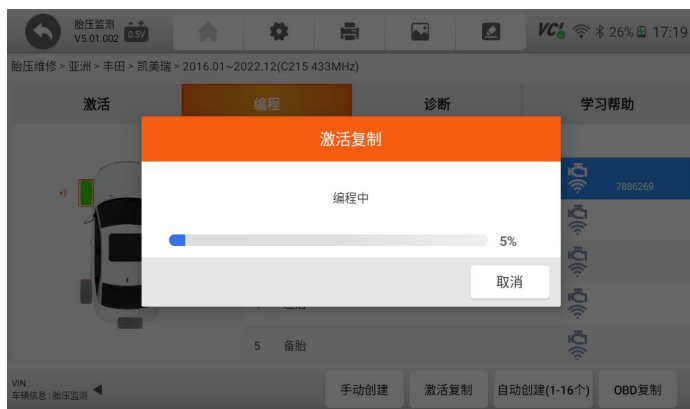 胎压监测
V5.01.002 0.5V VCI 26% 17:19
胎压维修 > 亚洲 > 丰田 > 凯美瑞 > 2016.01~2022.12(C215 433MHz)
激活 编程 诊断 学习帮助
激活复制
7886269
编程中
5%
取消
5 备胎
VIN :
车辆信息 : 胎压监测
手动创建 激活复制 自动创建(1-16个) OBD复制